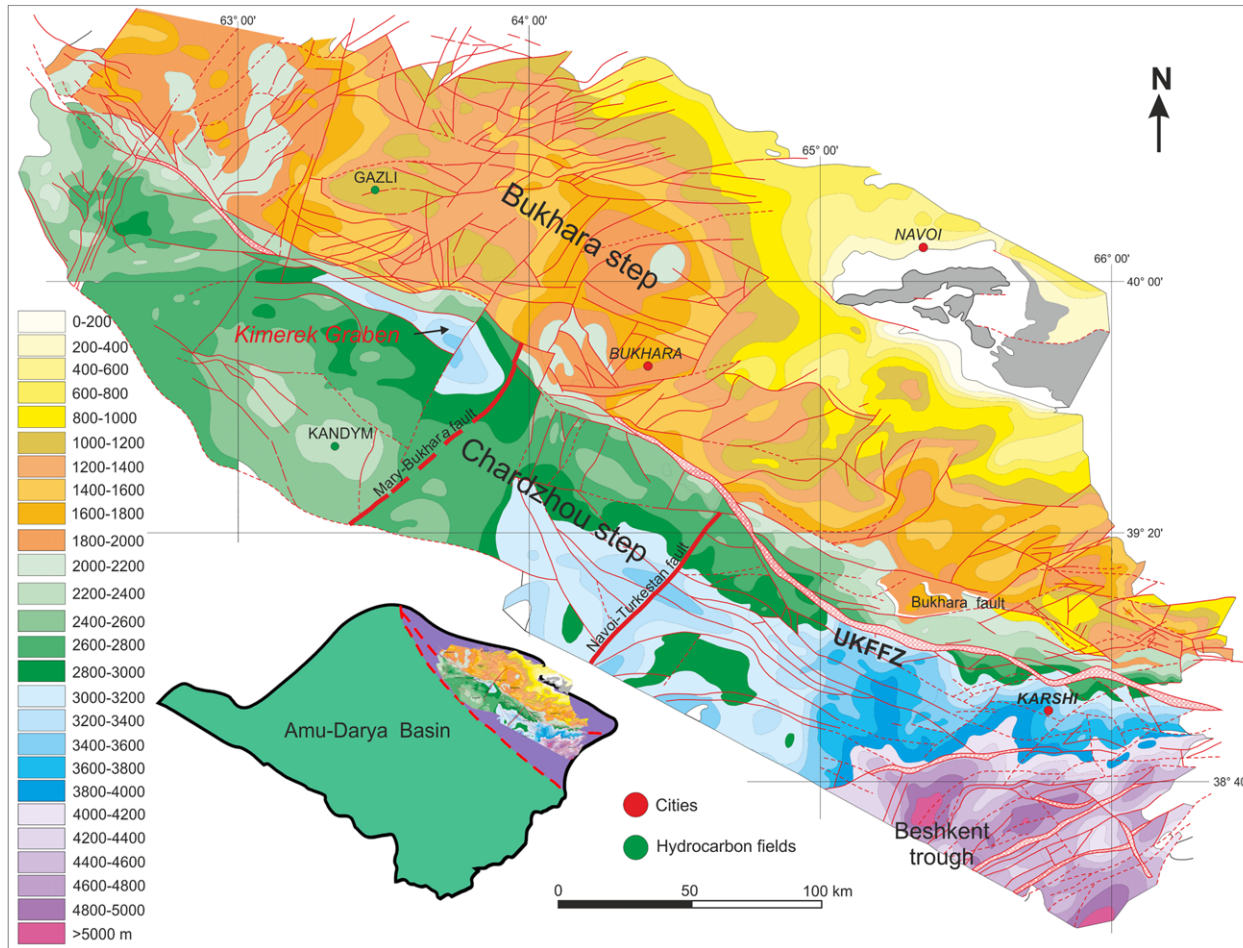 63° 00'
64° 00'
N
65° 00'
GAZLI
Bukhara step
NAVOI
66° 00'
40° 00'
0-200
200-400
400-600
600-800
800-1000
1000-1200
1200-1400
1400-1600
1600-1800
1800-2000
2000-2200
2200-2400
2400-2600
2600-2800
2800-3000
3000-3200
3200-3400
3400-3600
3600-3800
3800-4000
4000-4200
4200-4400
4400-4600
4600-4800
4800-5000
>5000 m
Kimerek Graben
BUKHARA
KANDYM
Mary-Bukhara fault
Chardzhou step
39° 20'
Navoi-Turkestan fault
Bukhara fault
UKFFZ
KARSHI
Amu-Darya Basin
38° 40'
Cities
Hydrocarbon fields
Beshkent
trough
0
50
100 km